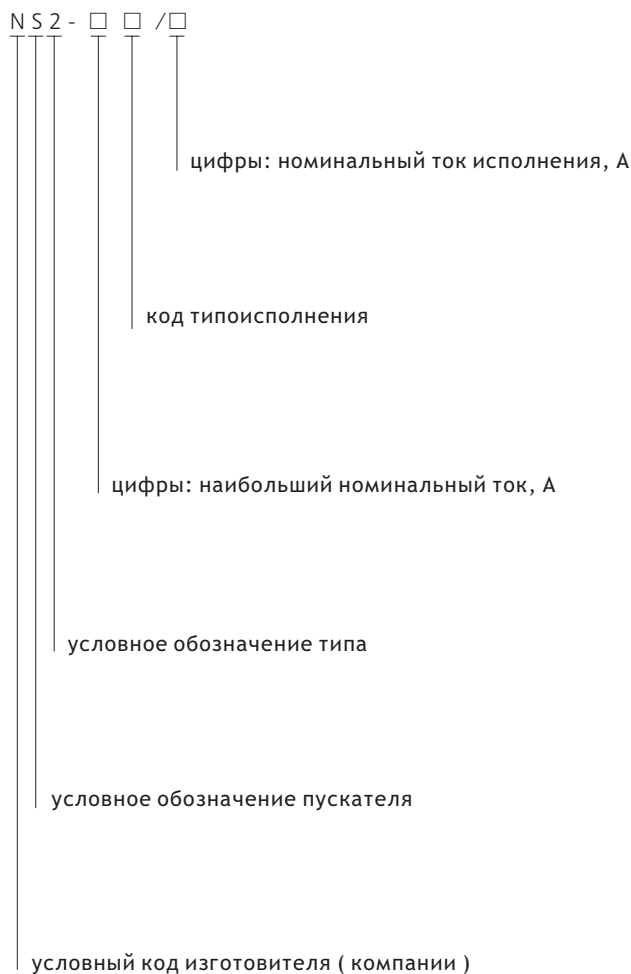 NS2-□ □ /□
цифры: номинальный ток исполнения, А
код типоисполнения
цифры: наибольший номинальный ток, А
условное обозначение типа
условное обозначение пускателя
условный код изготовителя ( компании )